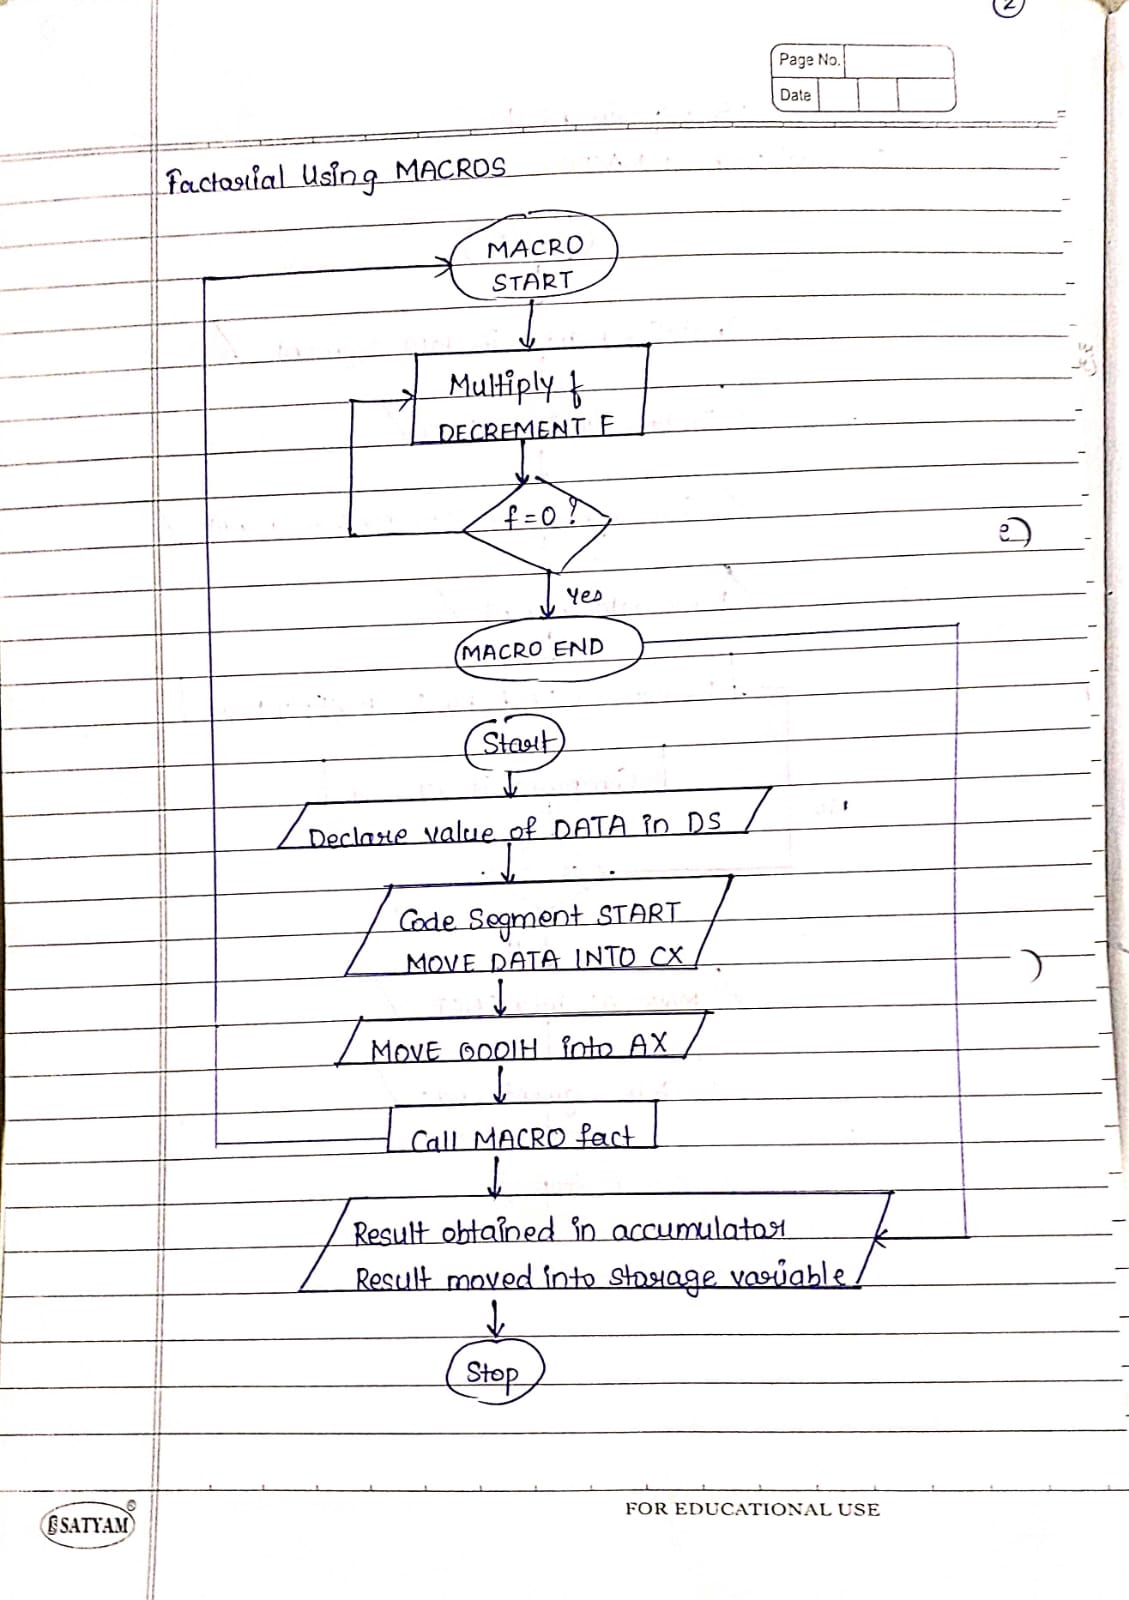 2
Page No.
Date
Factorial Using MACROS
MACRO
START
Multiply f
DECREMENT F
f=0?
Yes
MACRO END
Start
Declare value of DATA in DS
Code Segment START
MOVE DATA INTO CX
MOVE 0001H into AX
Call MACRO fact
Result obtained in accumulator
Result moved into storage variable
Stop
SATYAM
FOR EDUCATIONAL USE